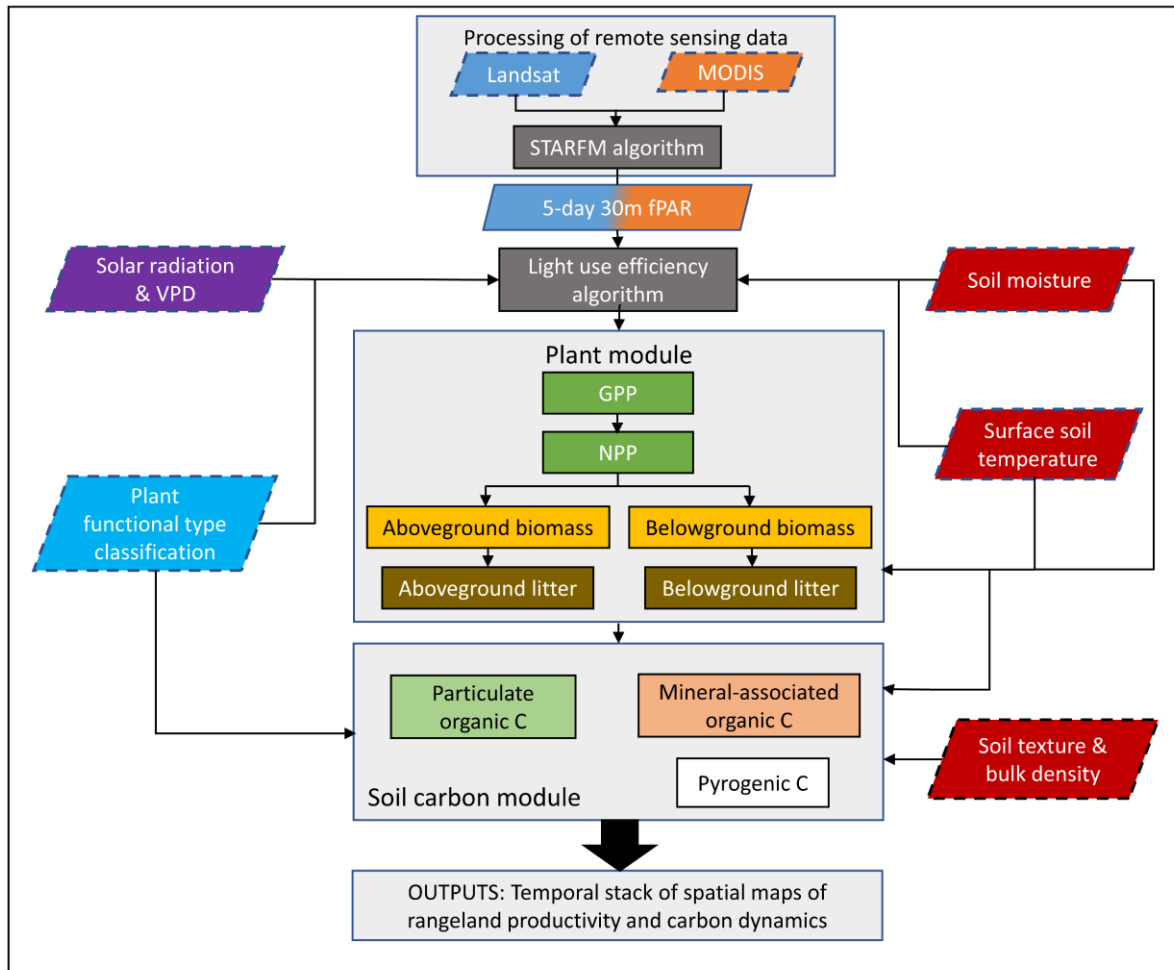 Processing of remote sensing data
Landsat
MODIS
STARFM algorithm
5-day 30m fPAR
Solar radiation
& VPD
Light use efficiency
algorithm
Soil moisture
Plant module
GPP
NPP
Surface soil
temperature
Plant
functional type
classification
Aboveground biomass
Belowground biomass
Aboveground litter
Belowground litter
Particulate
organic C
Mineral-associated
organic C
Soil texture &
bulk density
Pyrogenic C
Soil carbon module
OUTPUTS: Temporal stack of spatial maps of
rangeland productivity and carbon dynamics